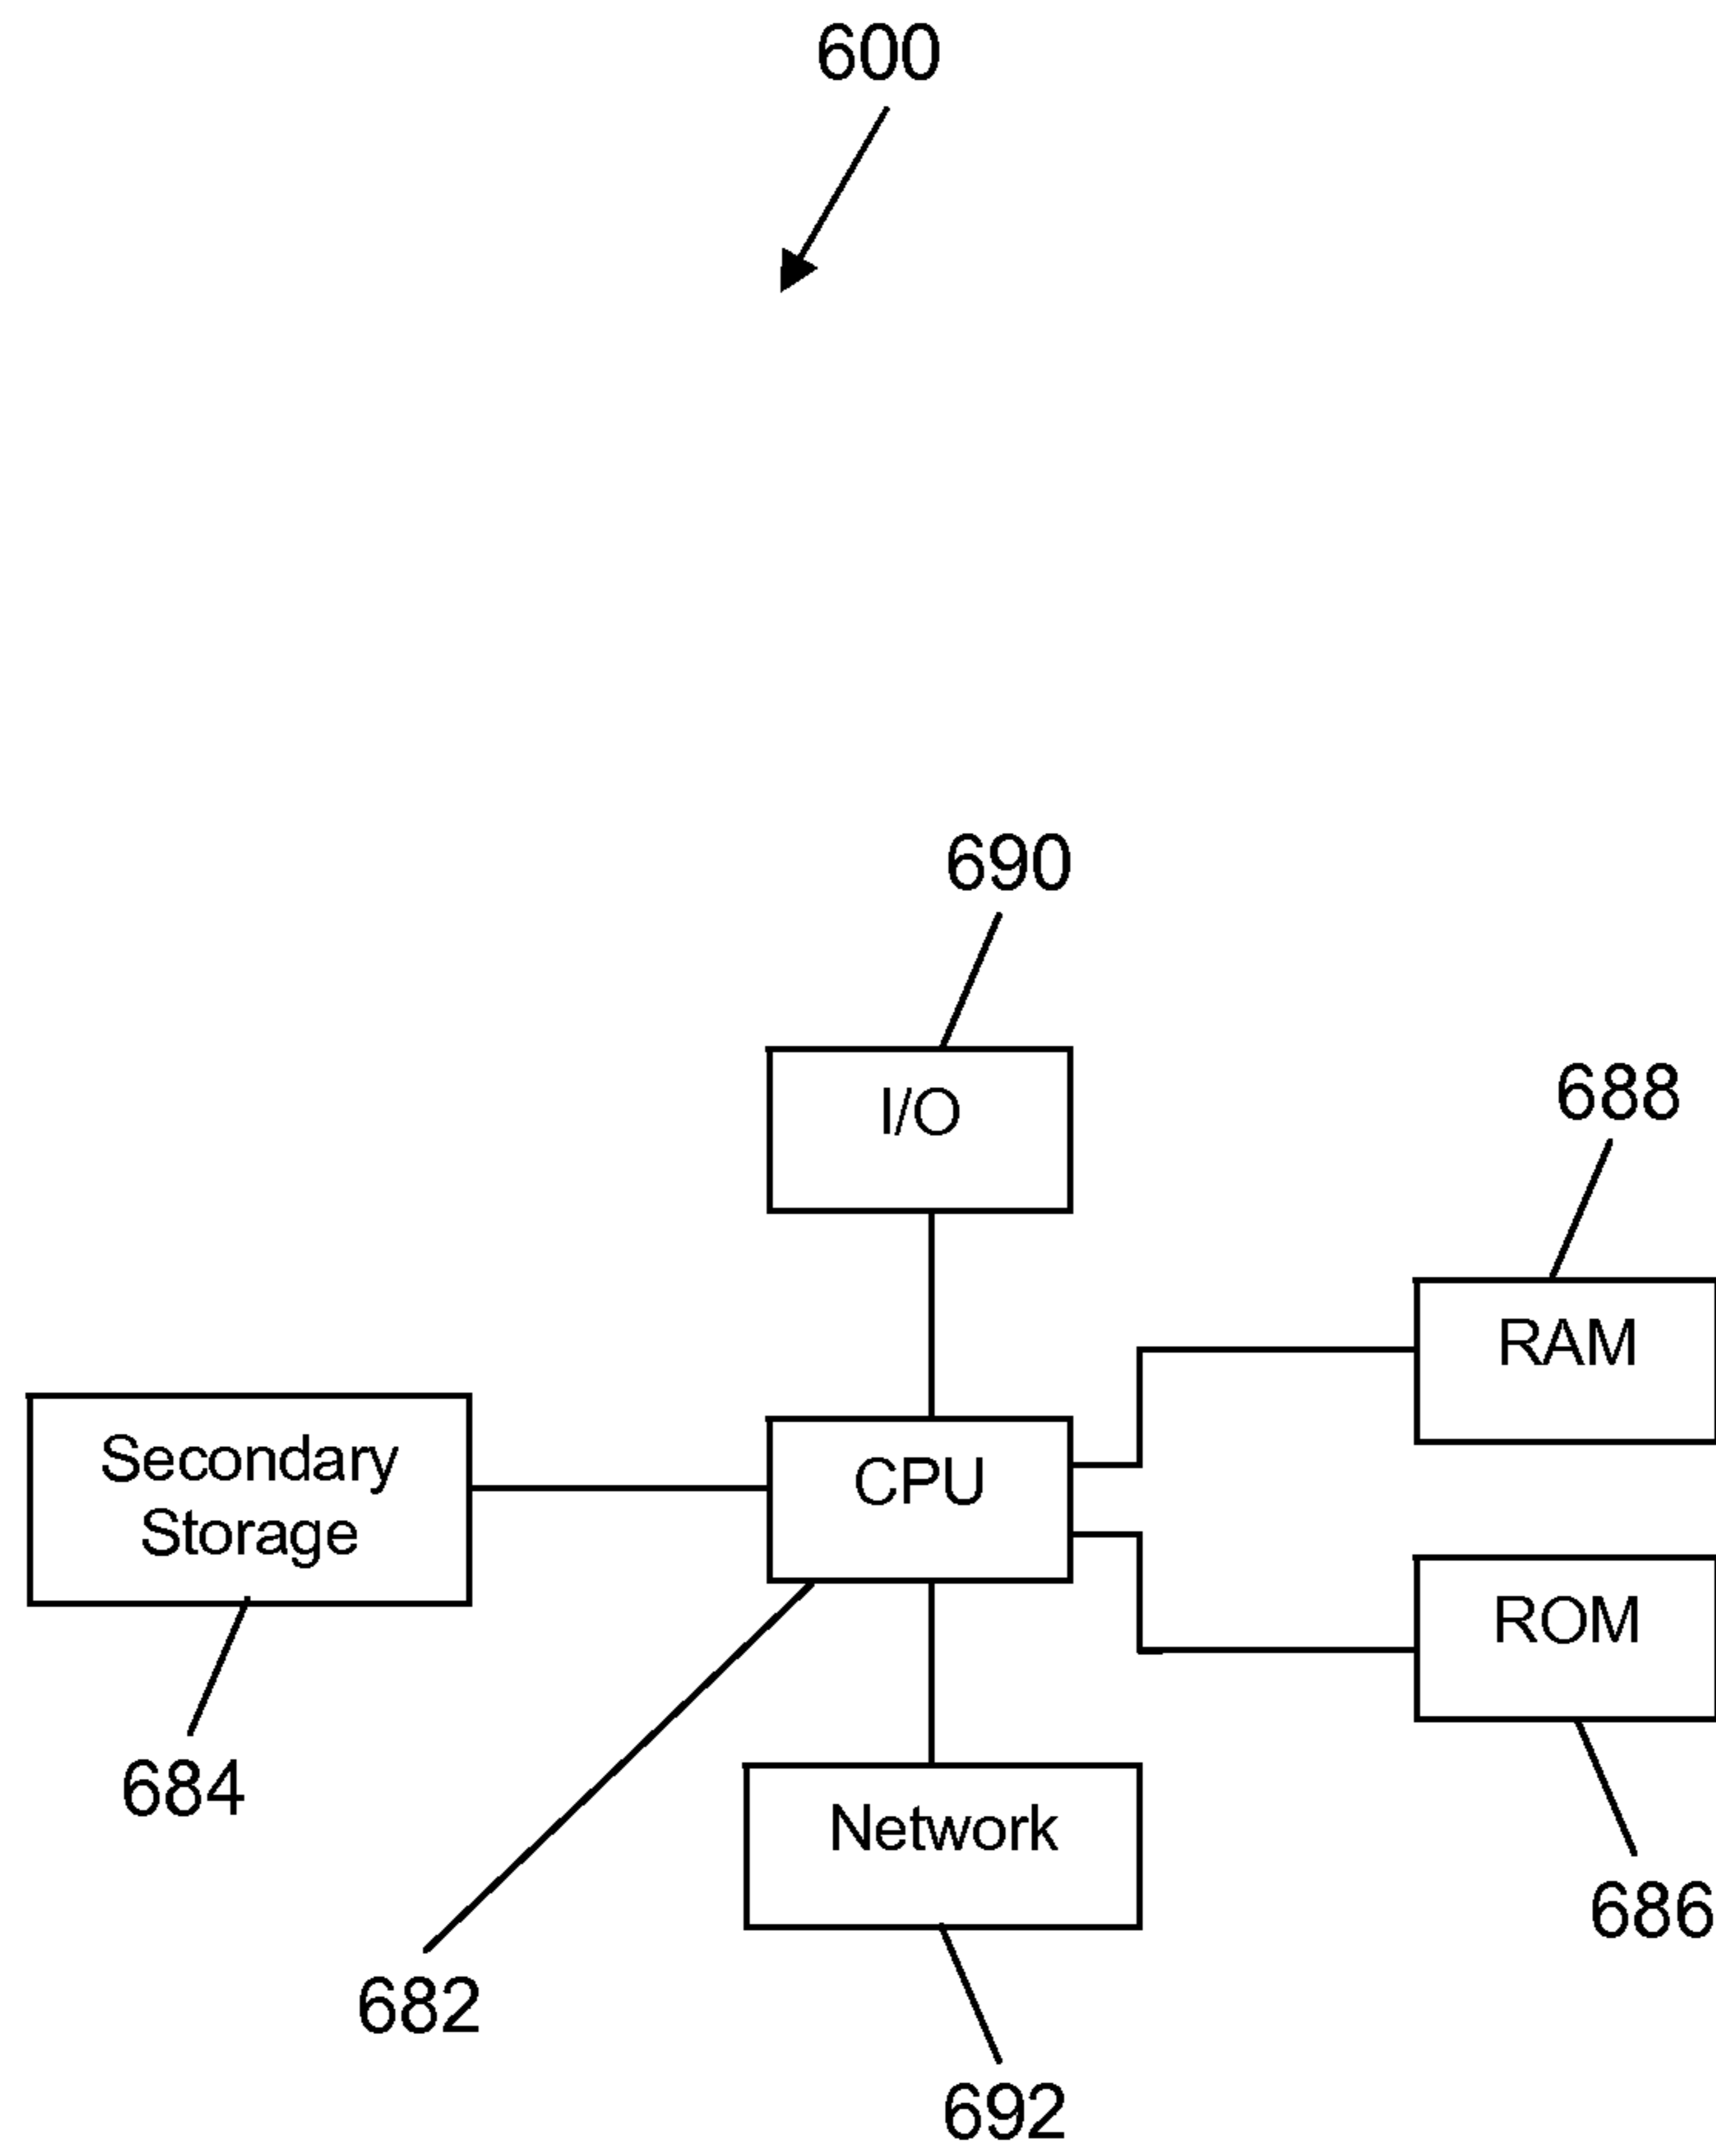 600
690
I/O
688
RAM
Secondary
Storage
CPU
ROM
684
Network
686
682
692